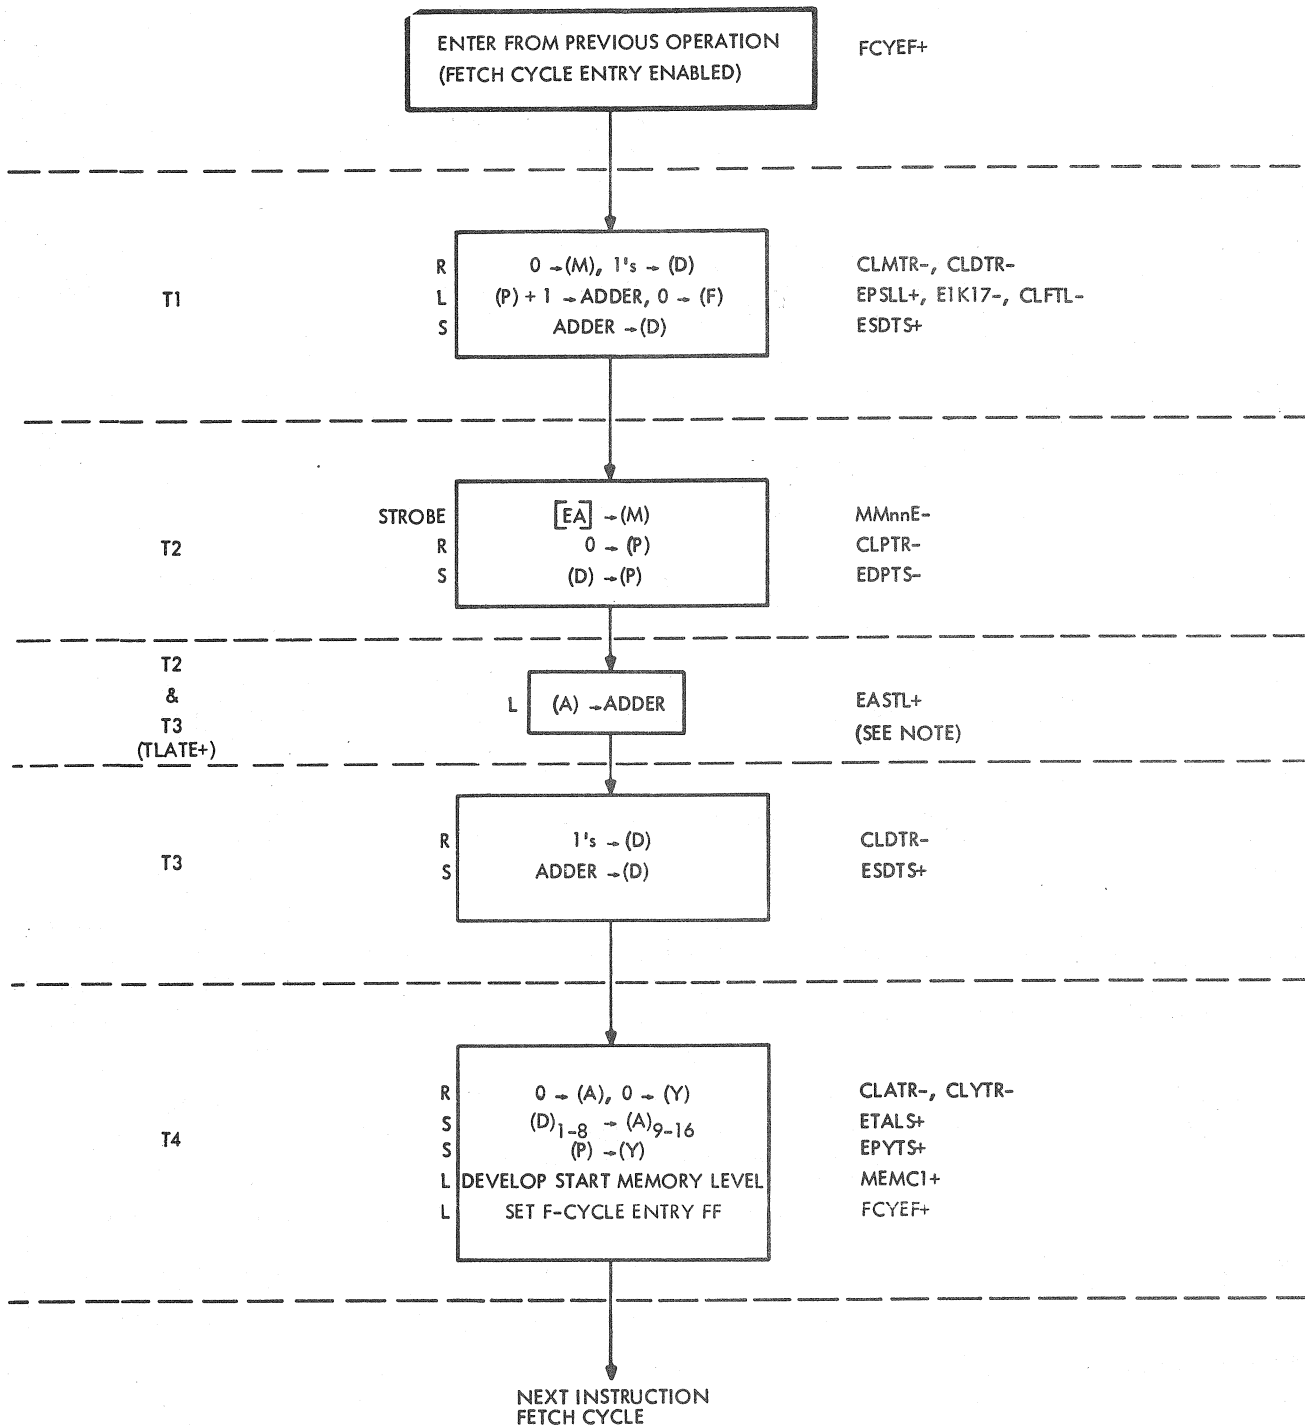 ENTER FROM PREVIOUS OPERATION
(FETCH CYCLE ENTRY ENABLED)
FCYEF+
T1
R 0 → (M), 1's → (D) CLMTR-, CLDTR-
L (P) + 1 → ADDER, 0 → (F) EPSLL+, E1K17-, CLFTL-
S ADDER → (D) ESDTS+
T2
STROBE [EA] → (M) MMnnE-
R 0 → (P) CLPTR-
S (D) → (P) EDPTS-
T2
&
T3
(TLATE+)
L (A) → ADDER EASTL+
(SEE NOTE)
T3
R 1's → (D) CLDTR-
S ADDER → (D) ESDTS+
T4
R 0 → (A), 0 → (Y) CLATR-, CLYTR-
S (D)1-8 → (A)9-16 ETALS+
S (P) → (Y) EPYTS+
L DEVELOP START MEMORY LEVEL MEMC1+
L SET F-CYCLE ENTRY FF FCYEF+
NEXT INSTRUCTION
FETCH CYCLE